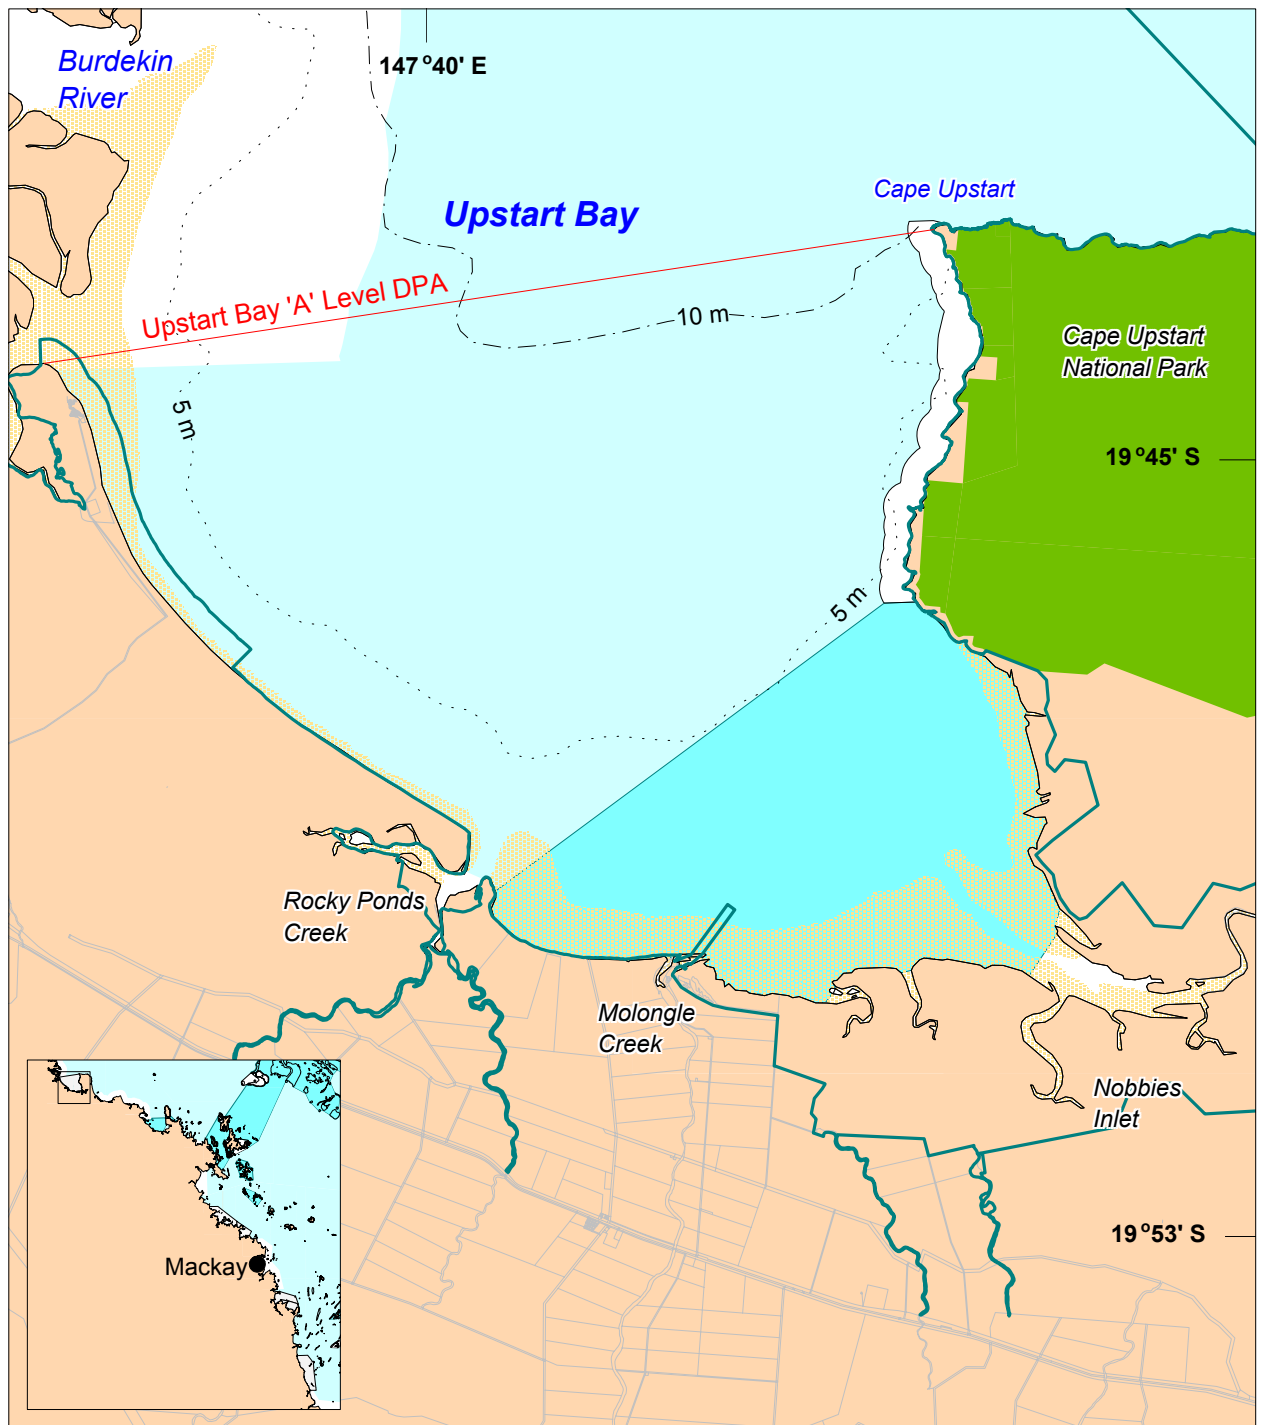 Burdekin
River
147°40' E
Cape Upstart
Upstart Bay
Upstart Bay 'A' Level DPA
10 m
Cape Upstart
National Park
5 m
19°45' S
5 m
Rocky Ponds
Creek
Molongle
Creek
Nobbies
Inlet
19°53' S
Mackay